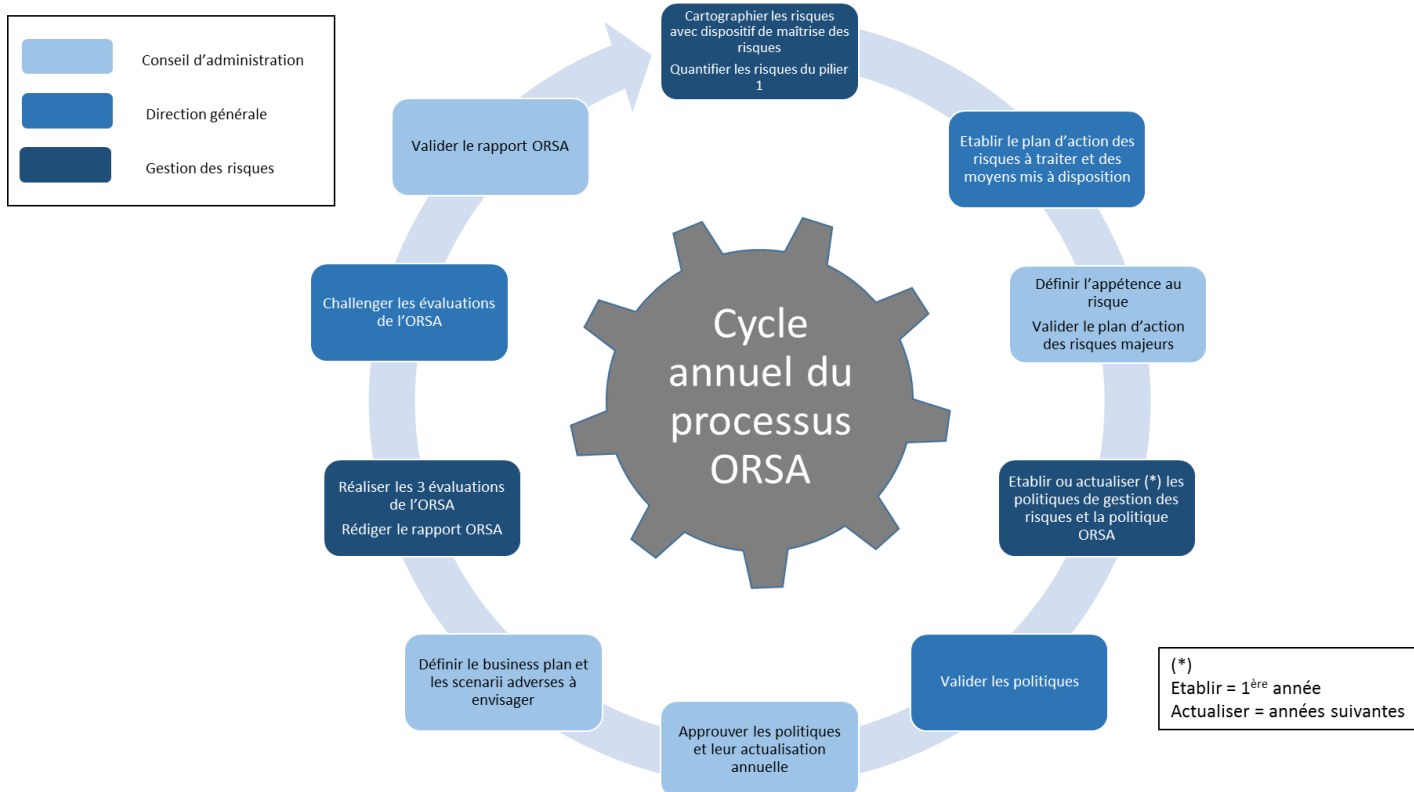 Conseil d’administration
Direction générale
Gestion des risques
Cartographier les risques
avec dispositif de maîtrise des
risques
Quantifier les risques du pilier
1
Etablir le plan d’action des
risques à traiter et des
moyens mis à disposition
Définir l’appétence au
risque
Valider le plan d’action
des risques majeurs
Etablir ou actualiser (*) les
politiques de gestion des
risques et la politique
ORSA
Valider les politiques
Approuver les politiques
et leur actualisation
annuelle
Définir le business plan et
les scenarii adverses à
envisager
Réaliser les 3 évaluations
de l’ORSA
Rédiger le rapport ORSA
Challenger les évaluations
de l’ORSA
Valider le rapport ORSA
Cycle
annuel du
processus
ORSA
(*)
Etablir = 1ère année
Actualiser = années suivantes